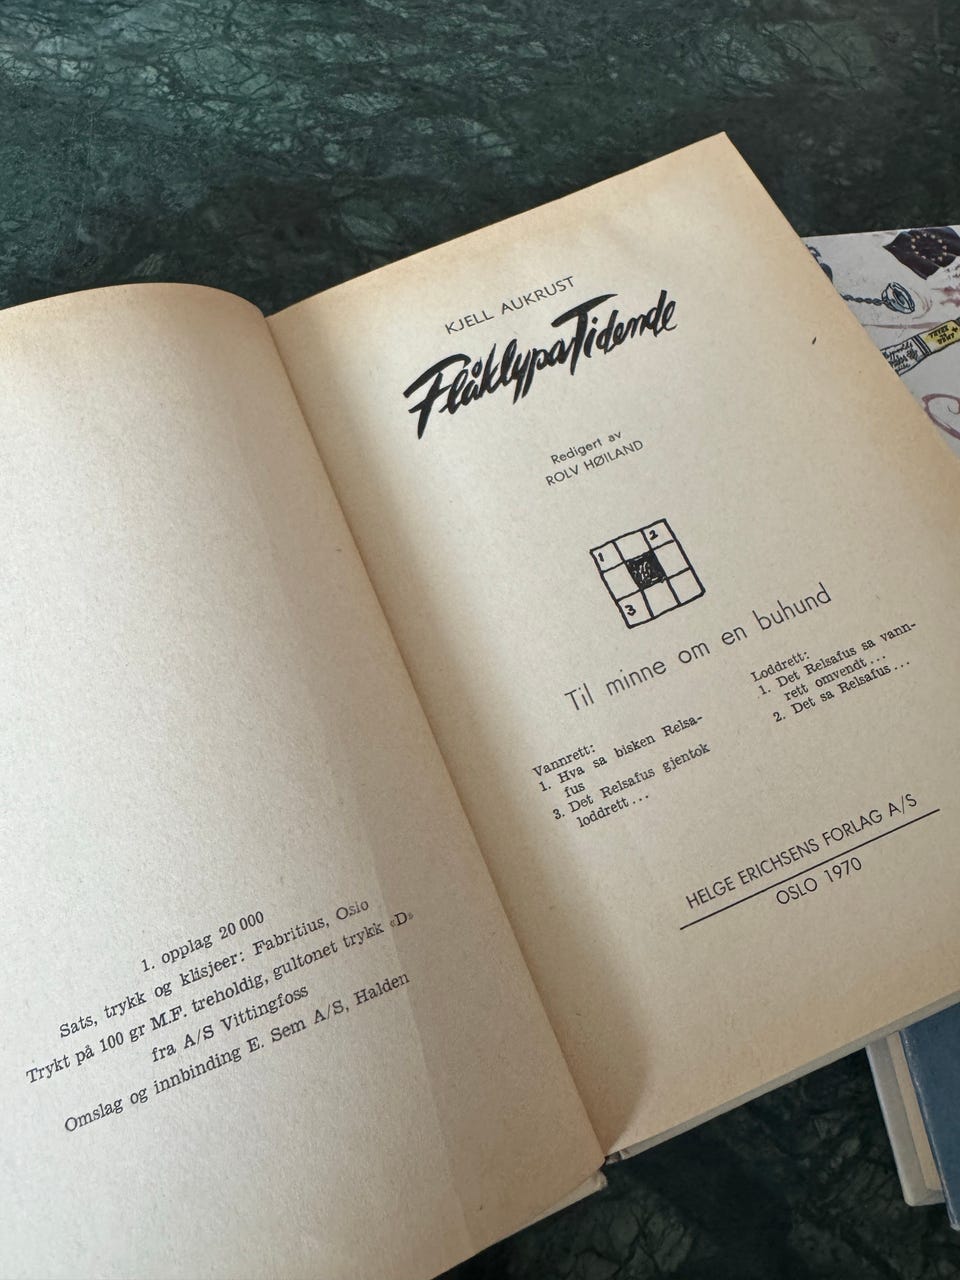 1. opplag 20 000
Sats, trykk og klisjeer: Fabritius, Oslo
Trykt på 100 gr M.F. treholdig, gultonet trykk «D»
fra A/S Vittingfoss
Omslag og innbinding E. Sem A/S, Halden
KJELL AUKRUST
Flåklypa Tidende
Redigert av
ROLV HØILAND
1 2
3
Til minne om en buhund
Vannrett:
1. Hva sa bisken Relsa-
fus
3. Det Relsafus gjentok
loddrett ...
Loddrett:
1. Det Relsafus sa vann-
rett omvendt ...
2. Det sa Relsafus ...
HELGE ERICHSENS FORLAG A/S
OSLO 1970